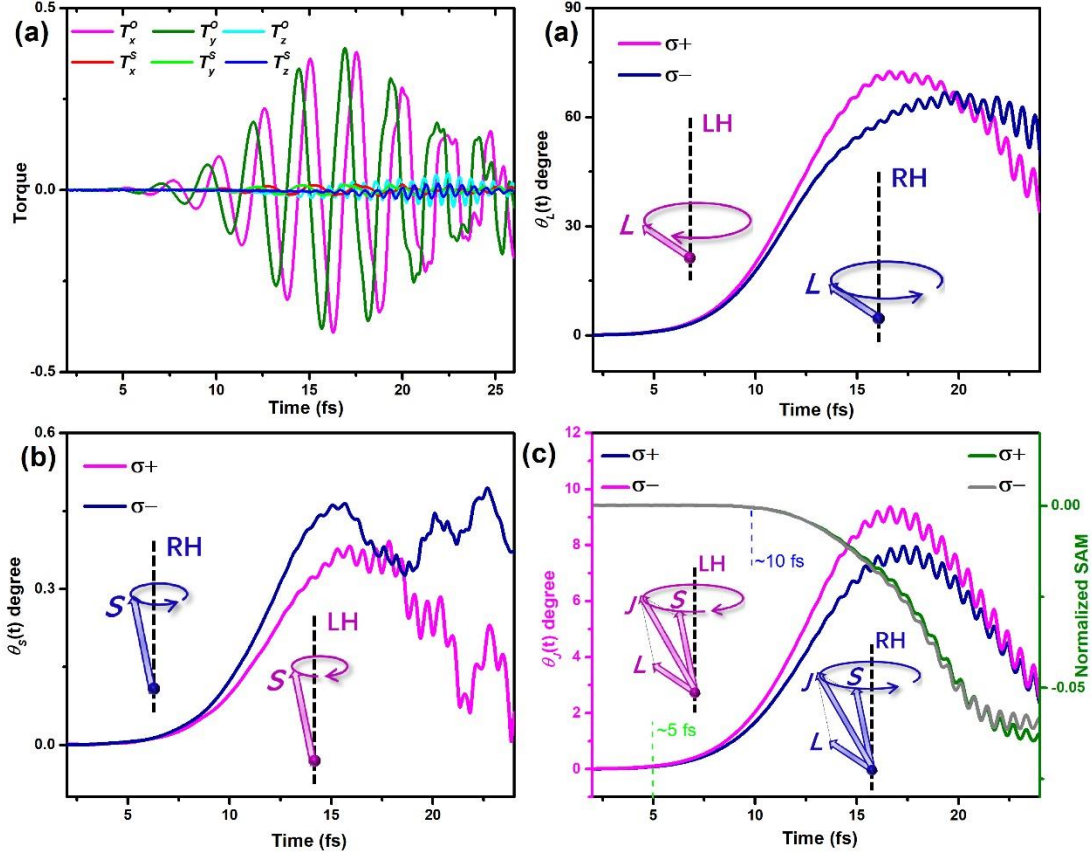 (a)
0.5
T_x^O T_y^O T_z^O
T_x^S T_y^S T_z^S
Torque
0.0
-0.5
5 10 15 20 25
Time (fs)
(a)
90
σ+
σ−
60
30
0
θ_L(t) degree
LH
L
RH
L
5 10 15 20
Time (fs)
(b)
0.6
σ+
σ−
0.3
0.0
θ_S(t) degree
RH
S
LH
S
5 10 15 20
Time (fs)
(c)
12
10
8
6
4
2
0
θ_J(t) degree
σ+ σ+
σ− σ−
~10 fs
LH
J S
L
RH
J S
L
~5 fs
0.00
-0.05
Normalized SAM
5 10 15 20
Time (fs)